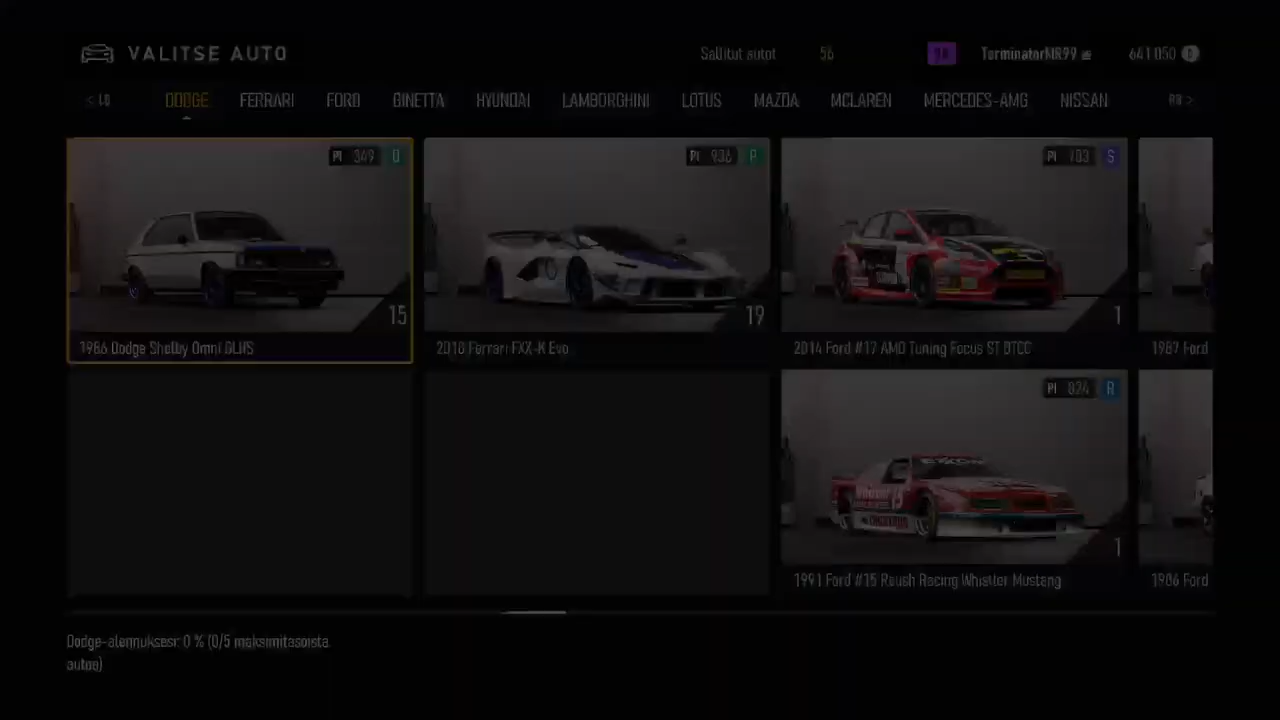 VALITSE AUTO
Sallitut autot 56
TerminatorNR99
641 050
< LB DODGE FERRARI FORD GINETTA HYUNDAI LAMBORGHINI LOTUS MAZDA MCLAREN MERCEDES-AMG NISSAN RB >
PI 349 D
PI 936 P
PI 703 S
15
19
1
1986 Dodge Shelby Omni GLHS
2018 Ferrari FXX-K Evo
2014 Ford #17 AMD Tuning Focus ST BTCC
1987 Ford
PI 824 R
1
1991 Ford #15 Roush Racing Whistler Mustang
1986 Ford
Dodge-alennuksesi: 0 % (0/5 maksimitasoista
autoa)